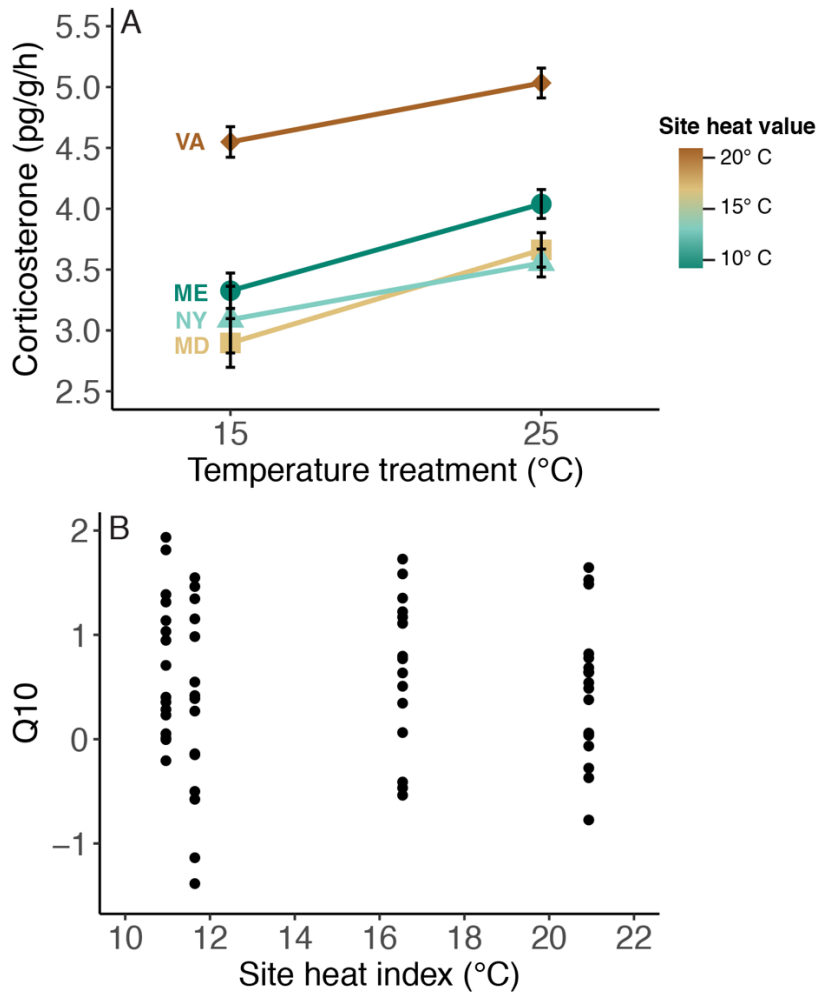 A
Corticosterone (pg/g/h)
5.5
5.0
4.5
4.0
3.5
3.0
2.5
VA
ME
NY
MD
15
25
Temperature treatment (°C)
Site heat value
20° C
15° C
10° C
B
Q10
2
1
0
−1
10
12
14
16
18
20
22
Site heat index (°C)